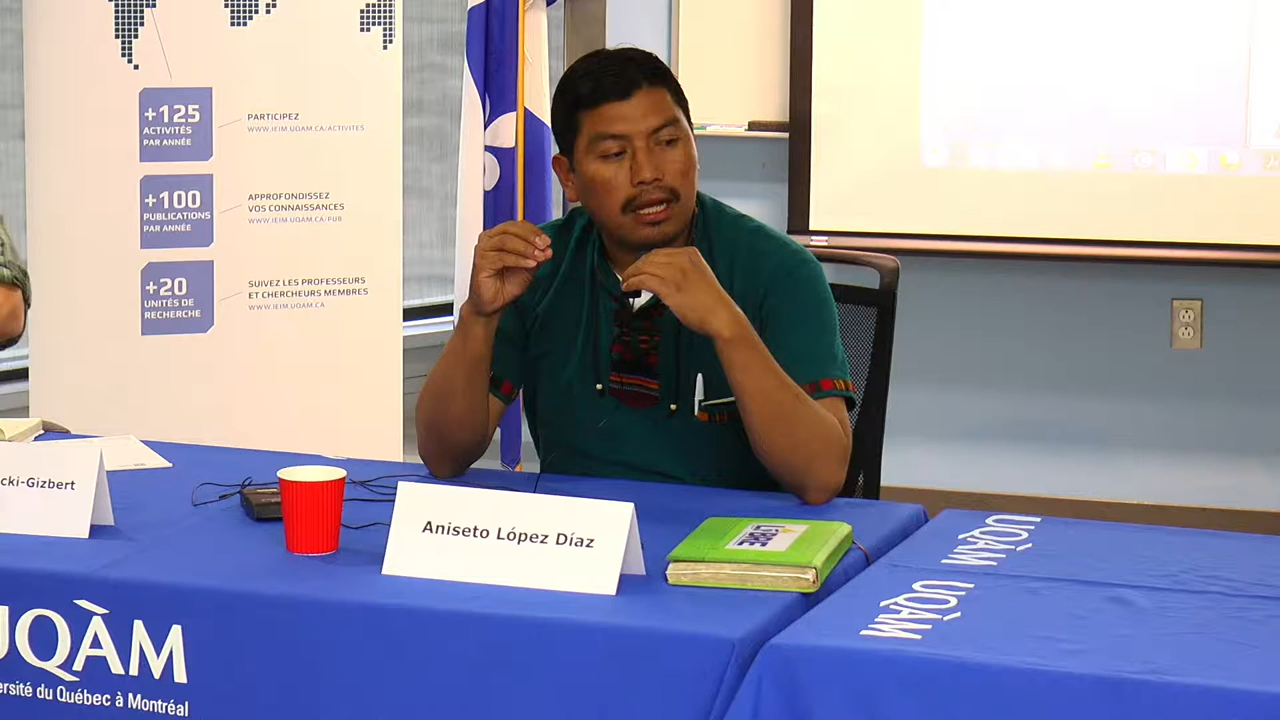 +125
ACTIVITÉS
PAR ANNÉE
PARTICIPEZ
WWW.IEIM.UQAM.CA/ACTIVITES
+100
PUBLICATIONS
PAR ANNÉE
APPROFONDISSEZ
VOS CONNAISSANCES
WWW.IEIM.UQAM.CA/PUB
+20
UNITÉS DE
RECHERCHE
SUIVEZ LES PROFESSEURS
ET CHERCHEURS MEMBRES
WWW.IEIM.UQAM.CA
cki-Gizbert
Aniseto López Díaz
LIBRE
UQÀM
UQÀM
UQÀM
ersité du Québec à Montréal